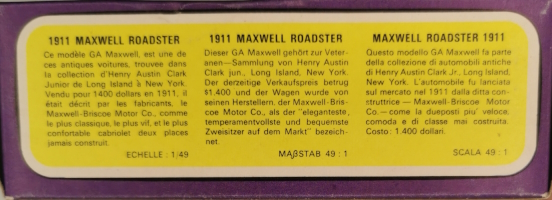 1911 MAXWELL ROADSTER
Ce modèle GA Maxwell, est une de
ces antiques voitures, trouvee dans
la collection d'Henry Austin Clark
Junior de Long Island à New York.
Vendu pour 1400 dollars en 1911, il
était décrit par les fabricants, le
Maxwell-Briscoe Motor Co., comme
le plus classique, le plus vif, et le plus
confortable cabriolet deux places
jamais construit.
ECHELLE : 1/49
1911 MAXWELL ROADSTER
Dieser GA Maxwell gehört zur Veter-
anen—Sammlung von Henry Austin
Clark jun., Long Island, New York.
Der derzeitige Verkaufspreis betrug
$1.400 und der Wagen wurde von
seinen Herstellern, der Maxwell-Bris-
coe Motor Co., als der "eleganteste,
temperamentvollste und bequemste
Zweisitzer auf dem Markt" bezeich-
net.
MAßSTAB 49 : 1
MAXWELL ROADSTER 1911
Questo modello GA Maxwell fa parte
della collezione di automobili antiche
di Henry Austin Clark Jr., Long Island,
New York. L'automobile fu lanciata
sul mercato nel 1911 dalla ditta con-
struttrice — Maxwell-Briscoe Motor
Co. — come la dueposti piu' veloce,
comoda e di classe mai costruita.
Costo : 1.400 dollari.
SCALA 49 : 1